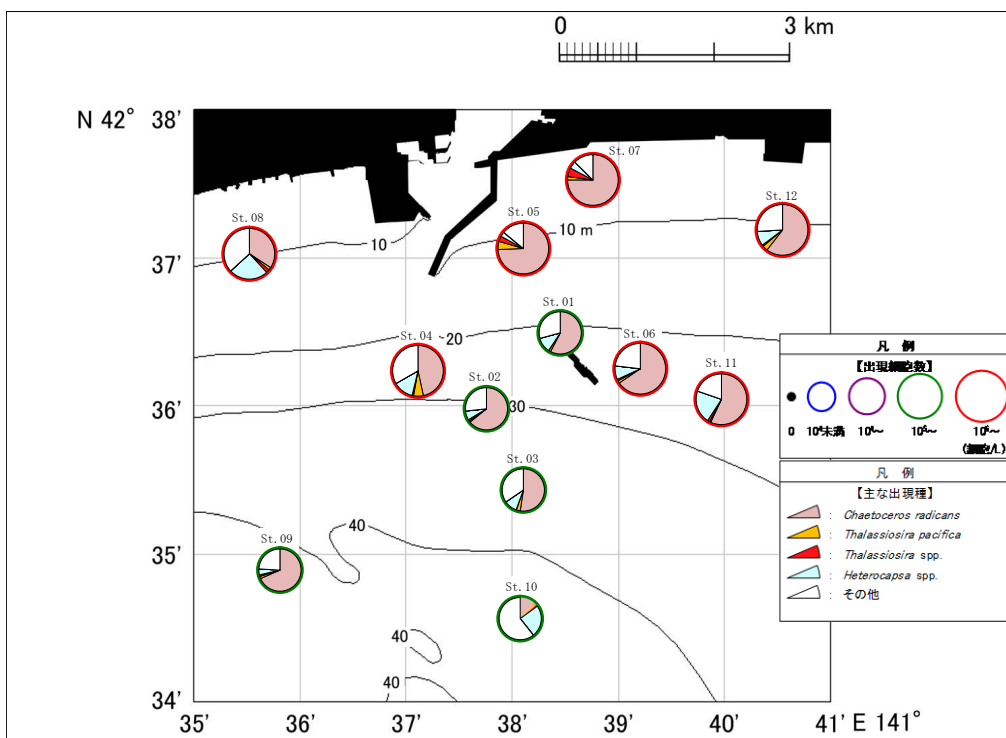 0 3 km
N 42° 38'
St.07
St.12
St.08
St.05
10 m
10
37'
St.01
St.04
20
St.06
St.02
St.11
凡 例
【出現細胞数】
36'
30
0 10⁴未満 10⁴~ 10⁵~ 10⁶~
(細胞/L)
St.03
凡 例
【主な出現種】
: Chaetoceros radicans
40
: Thalassiosira pacifica
St.09
35'
: Thalassiosira spp.
: Heterocapsa spp.
St.10
: その他
40
40
34'
35' 36' 37' 38' 39' 40' 41' E 141°